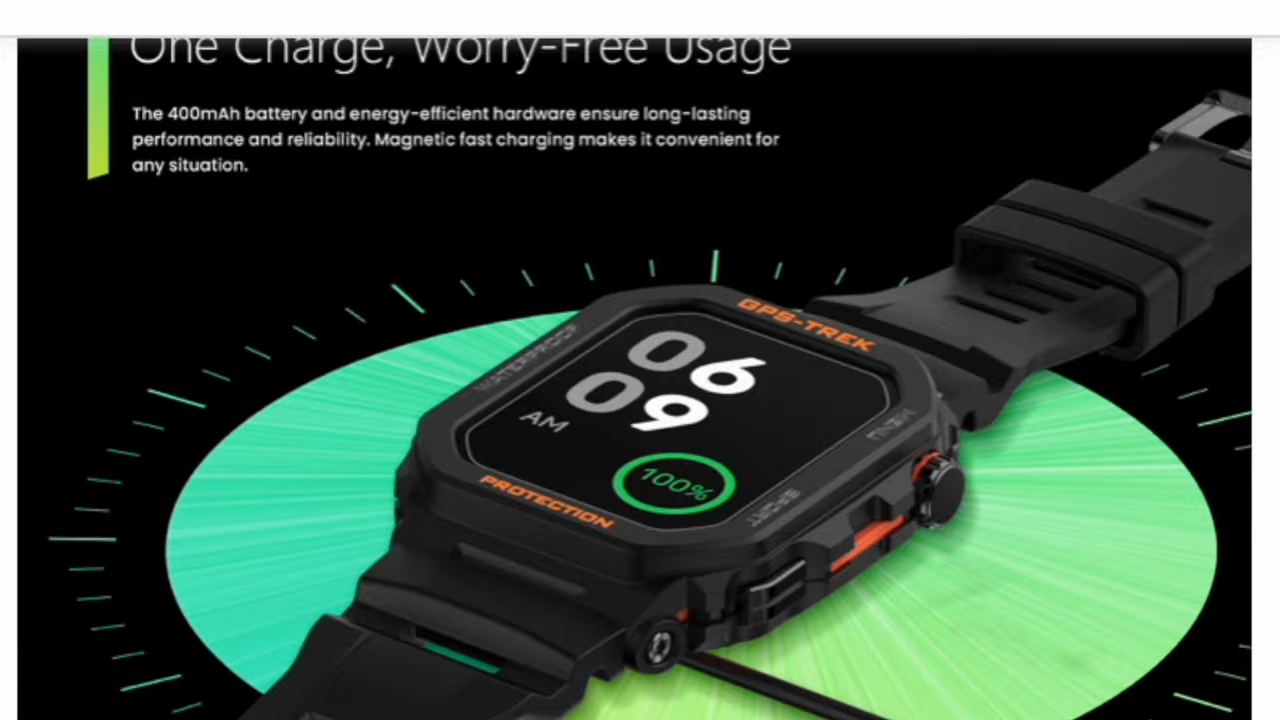 One Charge, Worry-Free Usage
The 400mAh battery and energy-efficient hardware ensure long-lasting
performance and reliability. Magnetic fast charging makes it convenient for
any situation.
GPS-TREK
WATERPROOF
06
09
AM
MENU
100%
PROTECTION
SPORT